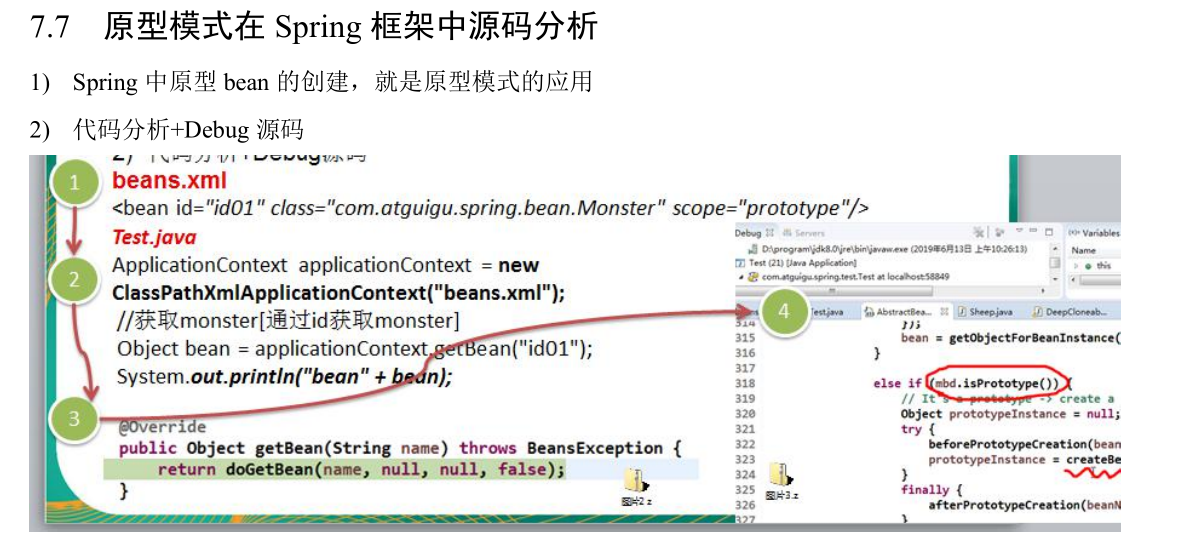 7.7 原型模式在 Spring 框架中源码分析
1) Spring 中原型 bean 的创建，就是原型模式的应用
2) 代码分析+Debug 源码
2) 代码分析+Debug源码
1
beans.xml
<bean id="id01" class="com.atguigu.spring.bean.Monster" scope="prototype"/>
Test.java
2
ApplicationContext applicationContext = new
ClassPathXmlApplicationContext("beans.xml");
//获取monster[通过id获取monster]
Object bean = applicationContext.getBean("id01");
System.out.println("bean" + bean);
3
@Override
public Object getBean(String name) throws BeansException {
return doGetBean(name, null, null, false);
}
图片2.z
Debug Servers
(x)= Variables
D:\program\jdk8.0\jre\bin\javaw.exe (2019年6月13日 上午10:26:13)
Name
Test (21) [Java Application]
this
com.atguigu.spring.test.Test at localhost:58849
4
Test.java AbstractBea... Sheep.java DeepCloneab...
314 });
315 bean = getObjectForBeanInstance(
316 }
317
318 else if (mbd.isPrototype()) {
319 // It's a prototype -> create a
320 Object prototypeInstance = null;
321 try {
322 beforePrototypeCreation(bean
323 prototypeInstance = createBe
324 }
325 finally {
326 afterPrototypeCreation(beanN
327 }
图片3.z